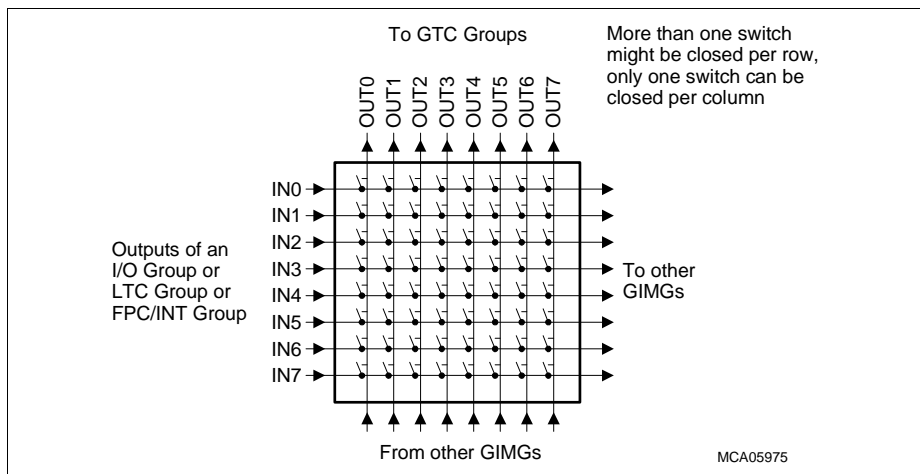 To GTC Groups
More than one switch
might be closed per row,
only one switch can be
closed per column
OUT0
OUT1
OUT2
OUT3
OUT4
OUT5
OUT6
OUT7
IN0
IN1
IN2
IN3
IN4
IN5
IN6
IN7
Outputs of an
I/O Group or
LTC Group or
FPC/INT Group
To other
GIMGs
From other GIMGs
MCA05975